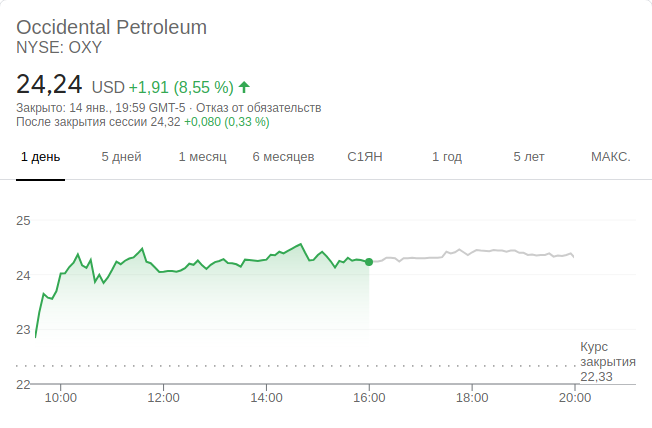 Occidental Petroleum
NYSE: OXY
24,24 USD +1,91 (8,55 %)
Закрыто: 14 янв., 19:59 GMT-5 · Отказ от обязательств
После закрытия сессии 24,32 +0,080 (0,33 %)
1 день 5 дней 1 месяц 6 месяцев С1ЯН 1 год 5 лет МАКС.
25
24
23
Курс
закрытия
22,33
22
10:00 12:00 14:00 16:00 18:00 20:00